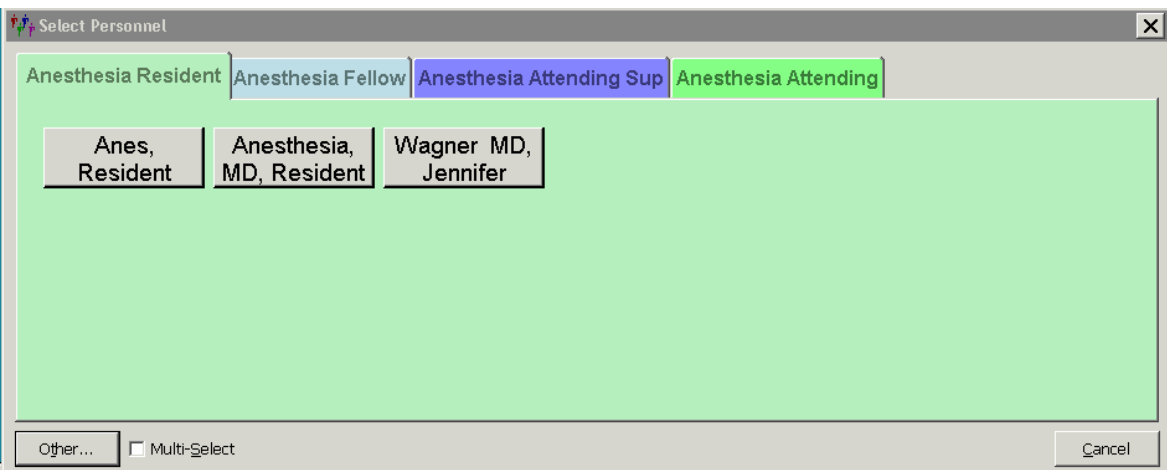 Select Personnel
Anesthesia Resident Anesthesia Fellow Anesthesia Attending Sup Anesthesia Attending
Anes,
Resident
Anesthesia,
MD, Resident
Wagner MD,
Jennifer
Other... Multi-Select Cancel